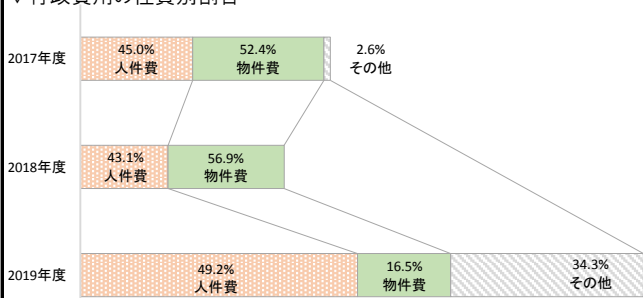 ▽行政費用の性質別割合
2017年度
45.0%
人件費
52.4%
物件費
2.6%
その他
2018年度
43.1%
人件費
56.9%
物件費
2019年度
49.2%
人件費
16.5%
物件費
34.3%
その他